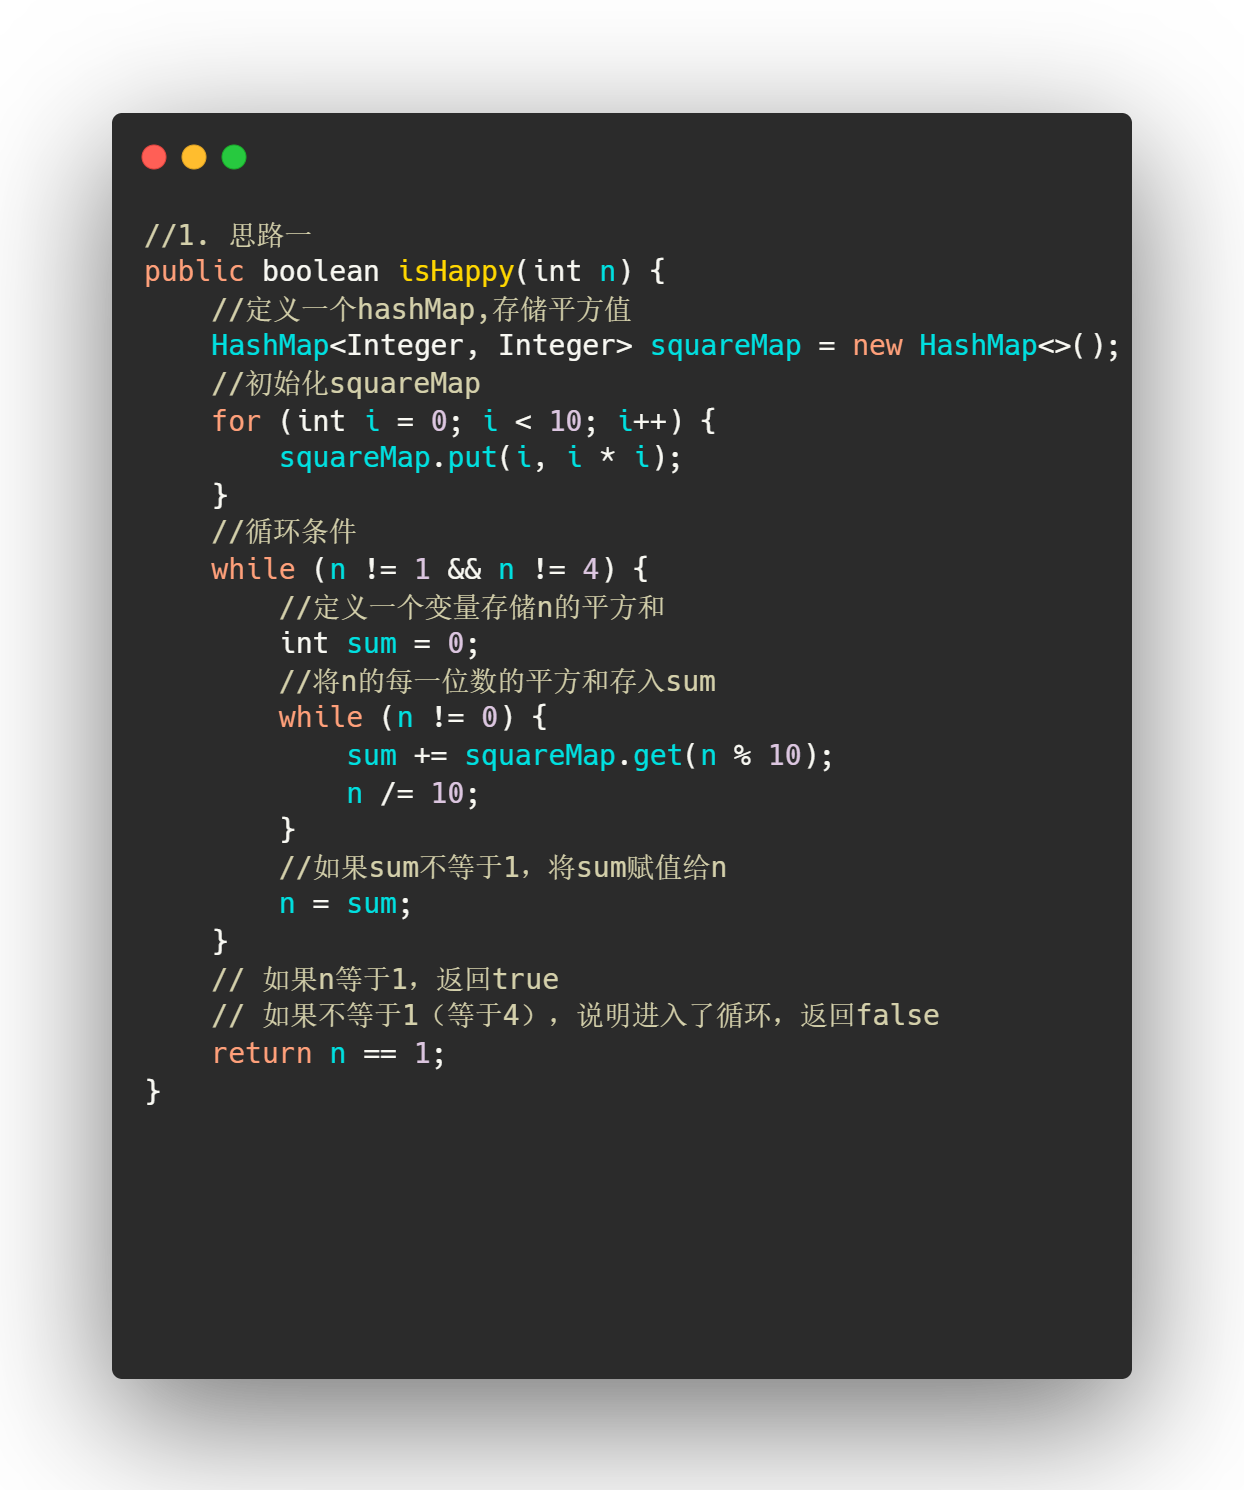 //1. 思路一
public boolean isHappy(int n) {
    //定义一个hashMap,存储平方值
    HashMap<Integer, Integer> squareMap = new HashMap<>();
    //初始化squareMap
    for (int i = 0; i < 10; i++) {
        squareMap.put(i, i * i);
    }
    //循环条件
    while (n != 1 && n != 4) {
        //定义一个变量存储n的平方和
        int sum = 0;
        //将n的每一位数的平方和存入sum
        while (n != 0) {
            sum += squareMap.get(n % 10);
            n /= 10;
        }
        //如果sum不等于1，将sum赋值给n
        n = sum;
    }
    // 如果n等于1，返回true
    // 如果不等于1（等于4），说明进入了循环，返回false
    return n == 1;
}